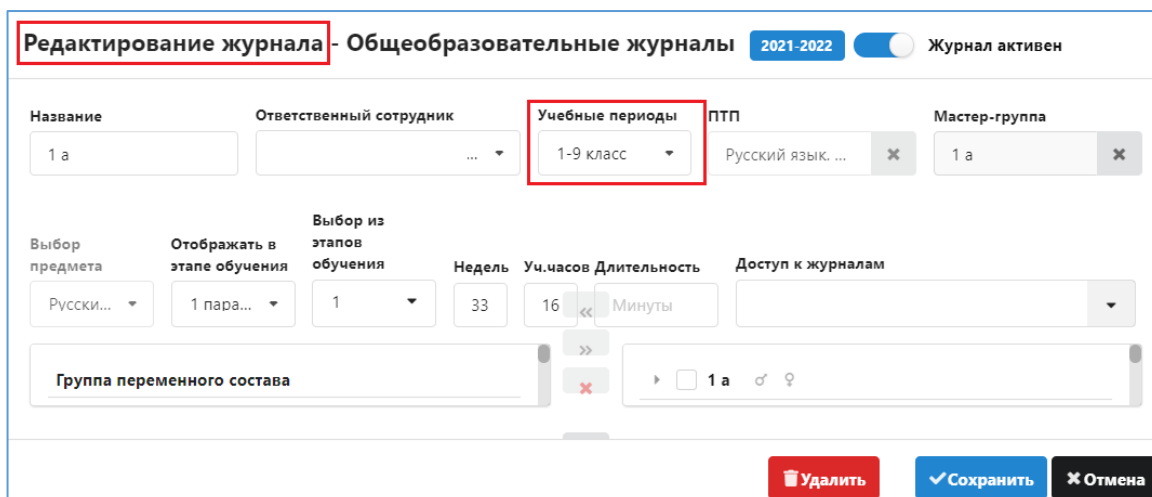 Редактирование журнала - Общеобразовательные журналы 2021-2022 Журнал активен
Название Ответственный сотрудник Учебные периоды ПТП Мастер-группа
1 а ... 1-9 класс Русский язык. ... 1 а
Выбор предмета Отображать в этапе обучения Выбор из этапов обучения Недель Уч.часов Длительность Доступ к журналам
Русски... 1 пара... 1 33 16 Минуты
Группа переменного состава 1 а
Удалить Сохранить Отмена